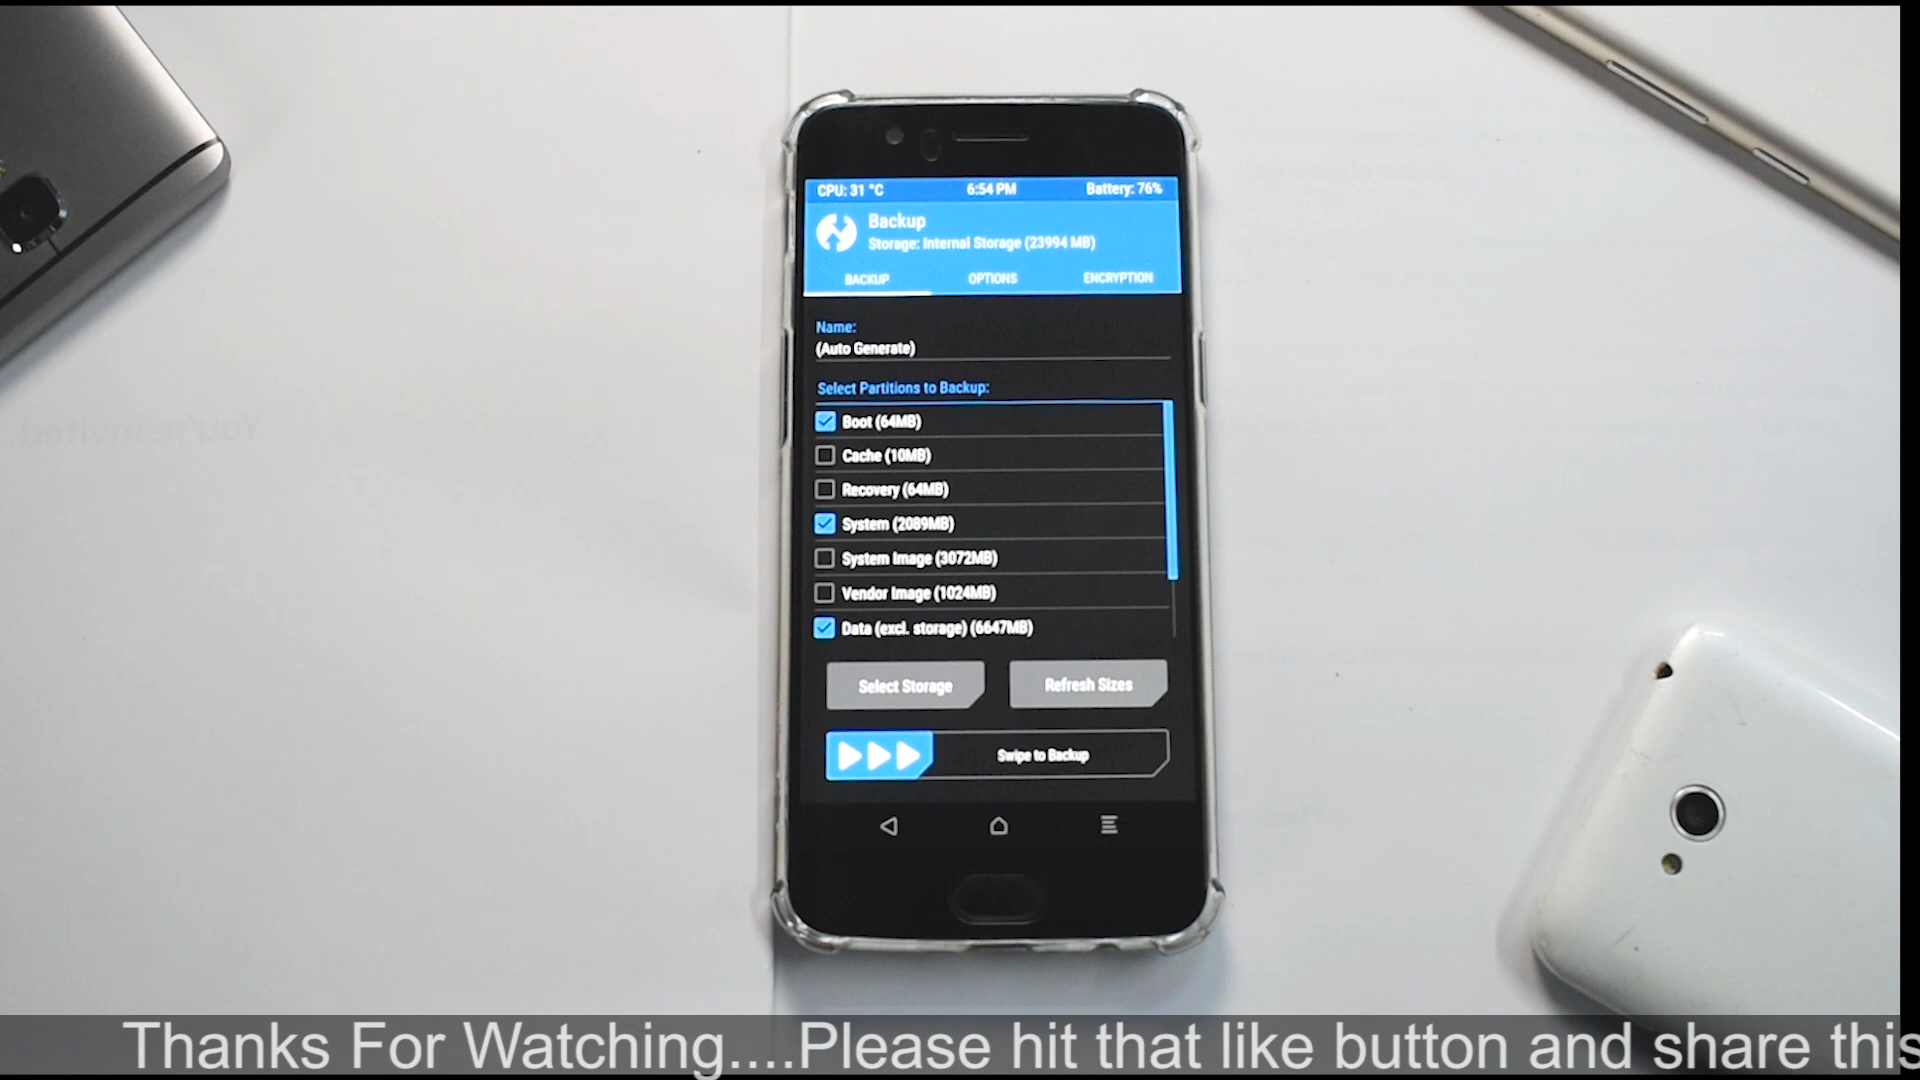 CPU: 31 °C 6:54 PM Battery: 76%
Backup
Storage: Internal Storage (23994 MB)
BACKUP OPTIONS ENCRYPTION
Name:
(Auto Generate)
Select Partitions to Backup:
Boot (64MB)
Cache (10MB)
Recovery (64MB)
System (2089MB)
System Image (3072MB)
Vendor Image (1024MB)
Data (excl. storage) (6647MB)
Select Storage Refresh Sizes
Swipe to Backup
You're invited.
Thanks For Watching....Please hit that like button and share this